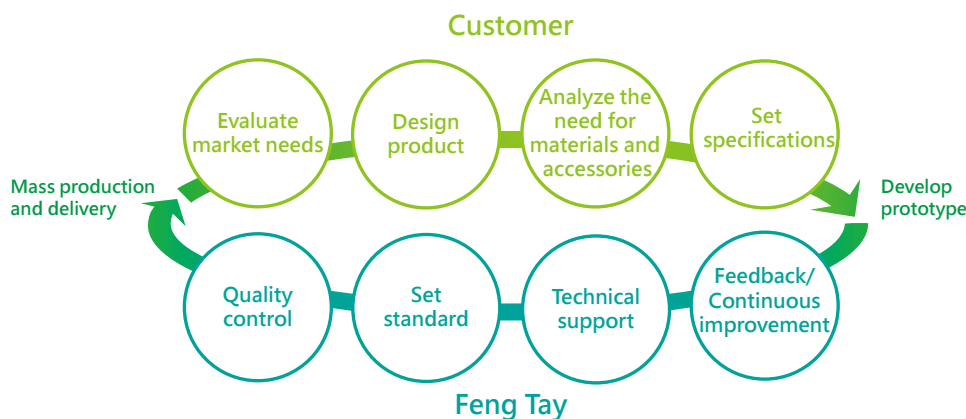 Customer
Evaluate
market needs
Design
product
Analyze the
need for
materials and
accessories
Set
specifications
Mass production
and delivery
Develop
prototype
Quality
control
Set
standard
Technical
support
Feedback/
Continuous
improvement
Feng Tay